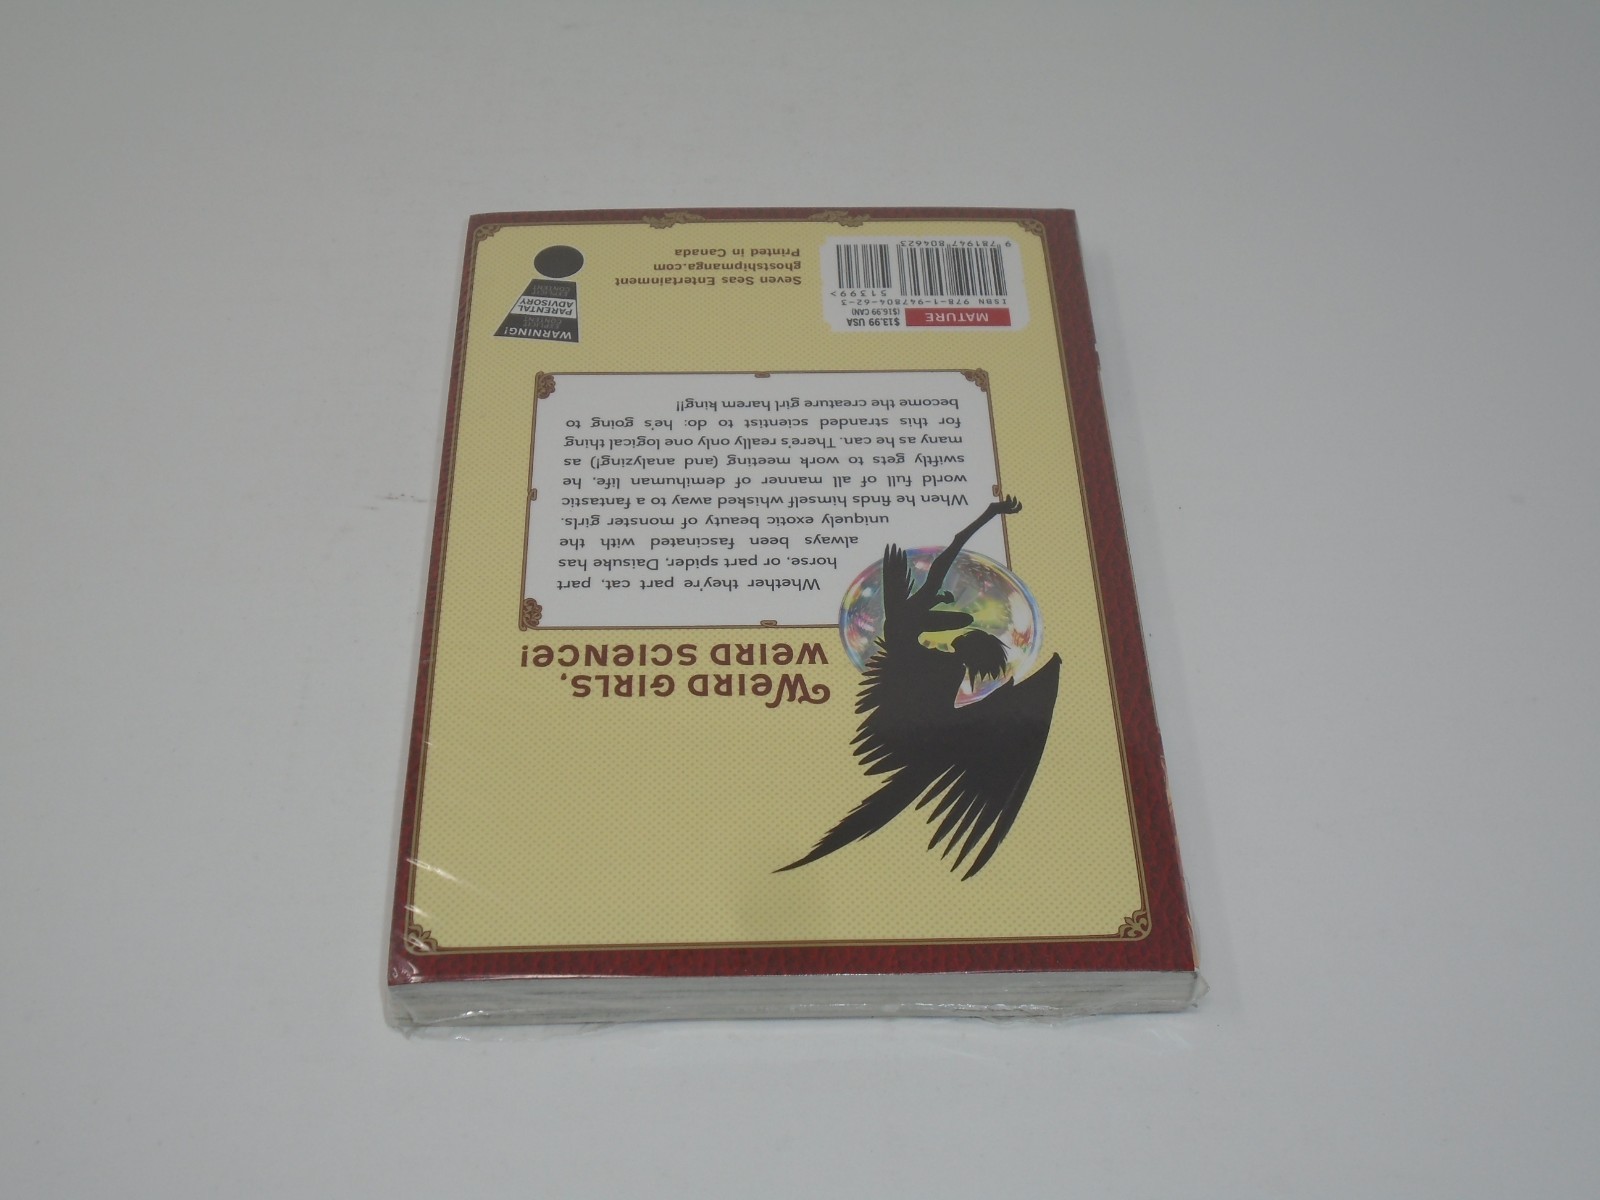 WEIRD GIRLS,
WEIRD SCIENCE!
Whether they're part cat, part
horse, or part spider, Daisuke has
always been fascinated with the
uniquely exotic beauty of monster girls.
When he finds himself whisked away to a fantastic
world full of all manner of demihuman life, he
swiftly gets to work meeting (and analyzing!) as
many as he can. There's really only one logical thing
for this stranded scientist to do: he's going to
become the creature girl harem king!!
WARNING!
EXPLICIT
CONTENT
PARENTAL
ADVISORY
EXPLICIT
CONTENT
MATURE
$13.99 USA
($16.99 CAN)
ISBN 978-1-947804-62-3
51399>
9 781947 804623
Seven Seas Entertainment
ghostshipmanga.com
Printed in Canada